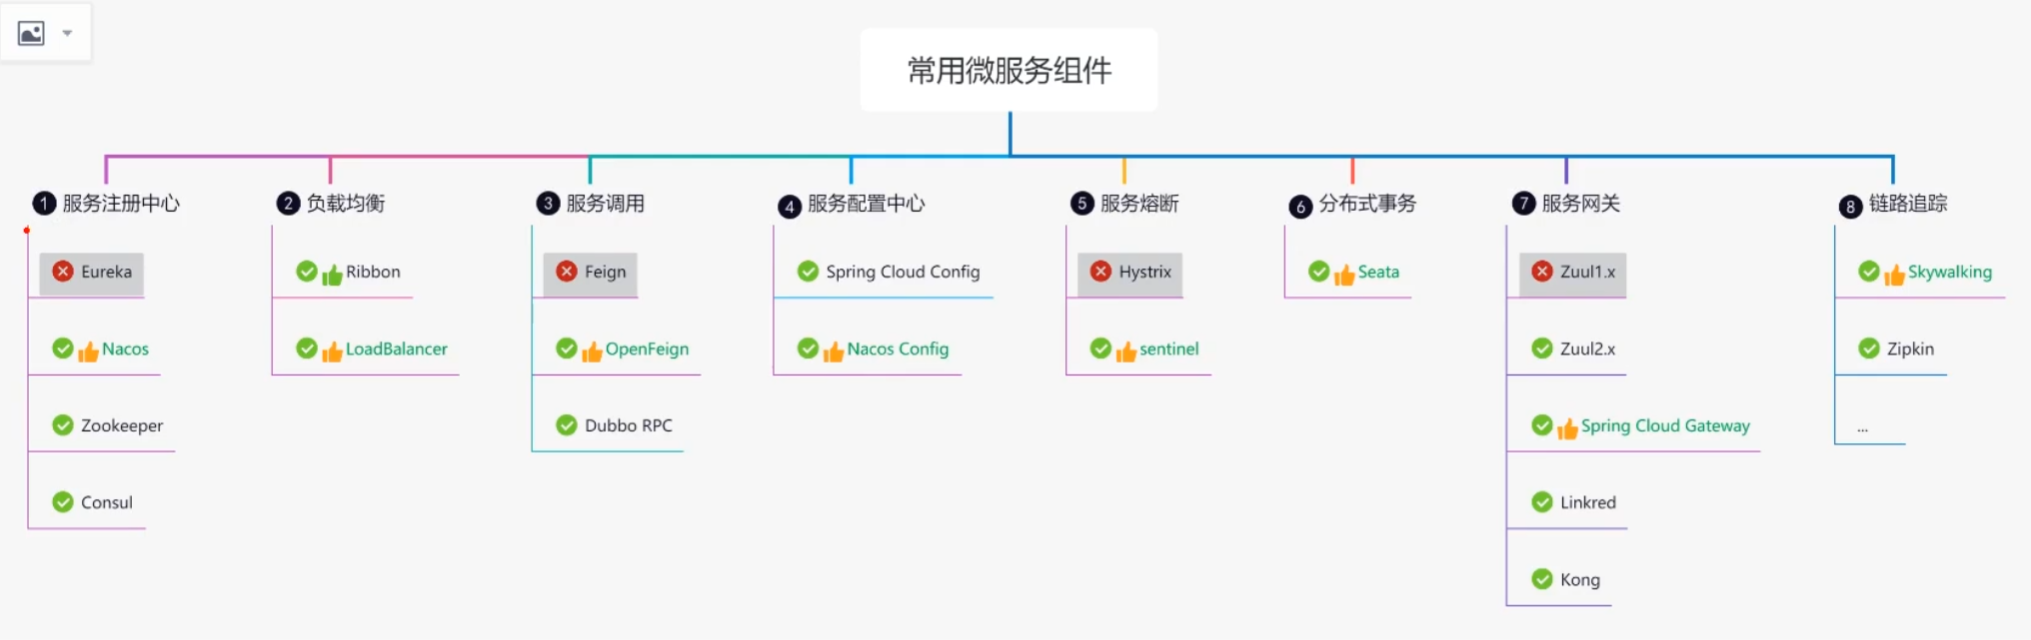 常用微服务组件
1 服务注册中心
Eureka
Nacos
Zookeeper
Consul
2 负载均衡
Ribbon
LoadBalancer
3 服务调用
Feign
OpenFeign
Dubbo RPC
4 服务配置中心
Spring Cloud Config
Nacos Config
5 服务熔断
Hystrix
sentinel
6 分布式事务
Seata
7 服务网关
Zuul1.x
Zuul2.x
Spring Cloud Gateway
Linkred
Kong
8 链路追踪
Skywalking
Zipkin
...